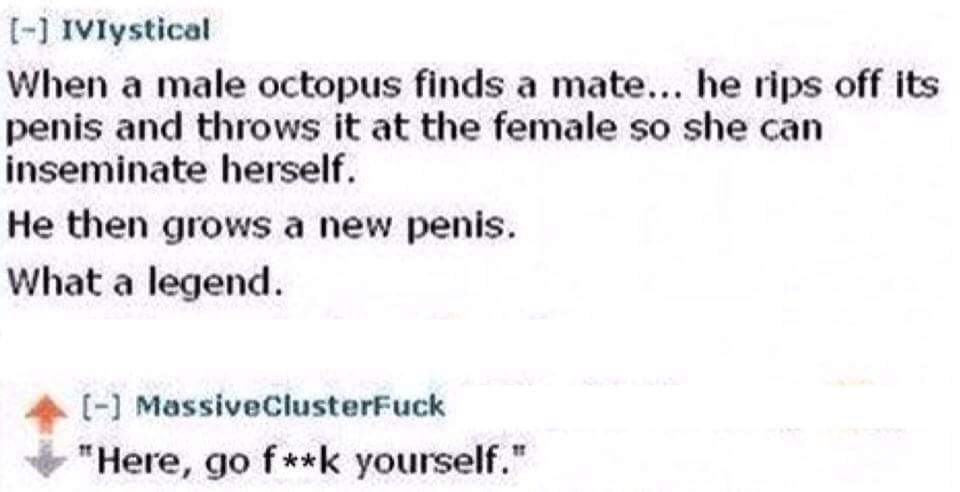 [-] IVIystical
When a male octopus finds a mate... he rips off its
penis and throws it at the female so she can
inseminate herself.
He then grows a new penis.
What a legend.
[-] MassiveClusterFuck
"Here, go f**k yourself."